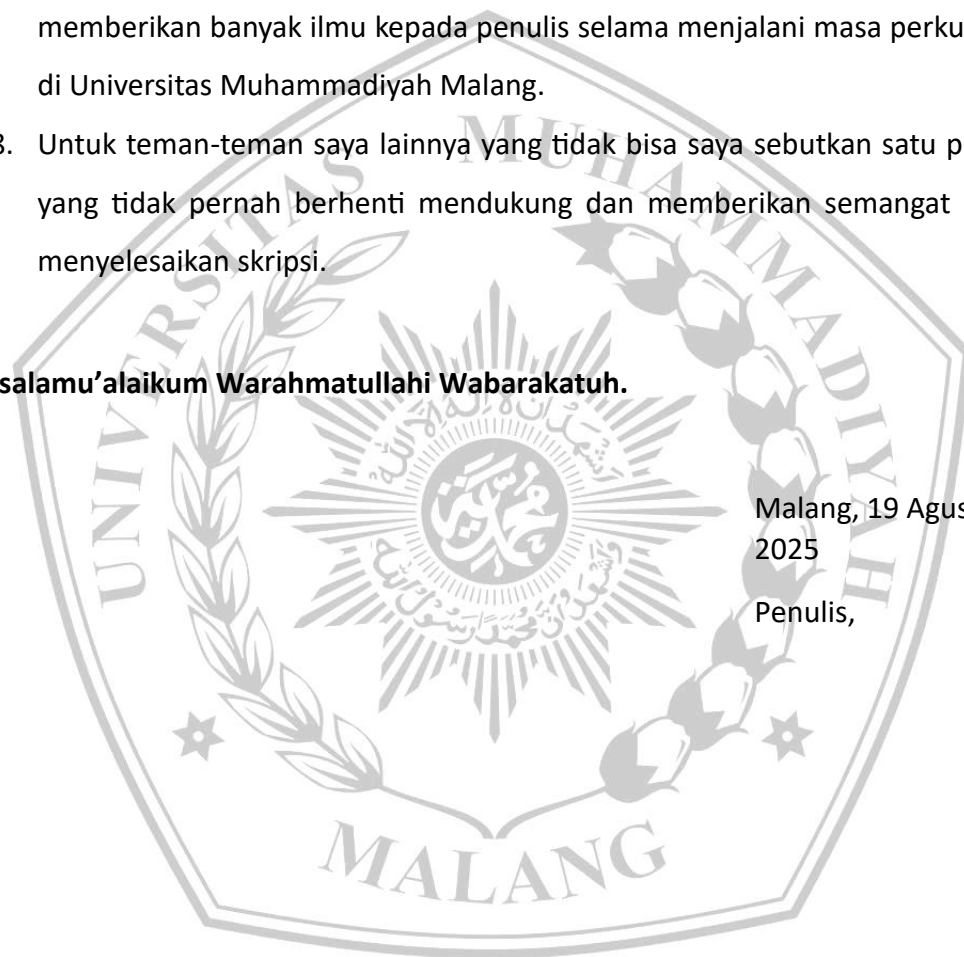 memberikan banyak ilmu kepada penulis selama menjalani masa perku
di Universitas Muhammadiyah Malang.
3. Untuk teman-teman saya lainnya yang tidak bisa saya sebutkan satu p
yang tidak pernah berhenti mendukung dan memberikan semangat
menyelesaikan skripsi.
salamu’alaikum Warahmatullahi Wabarakatuh.
Malang, 19 Agus
2025
Penulis,
UNIVERSITAS MUHAMMADIYAH
MALANG